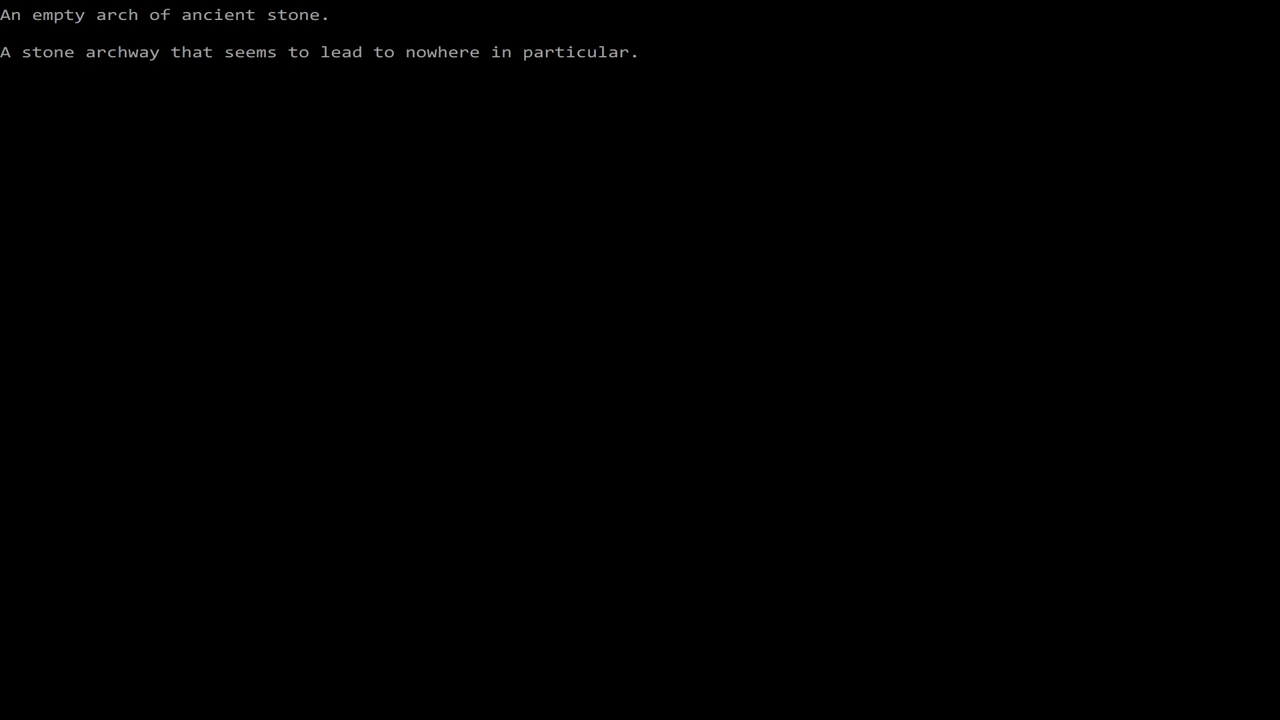 An empty arch of ancient stone.
A stone archway that seems to lead to nowhere in particular.